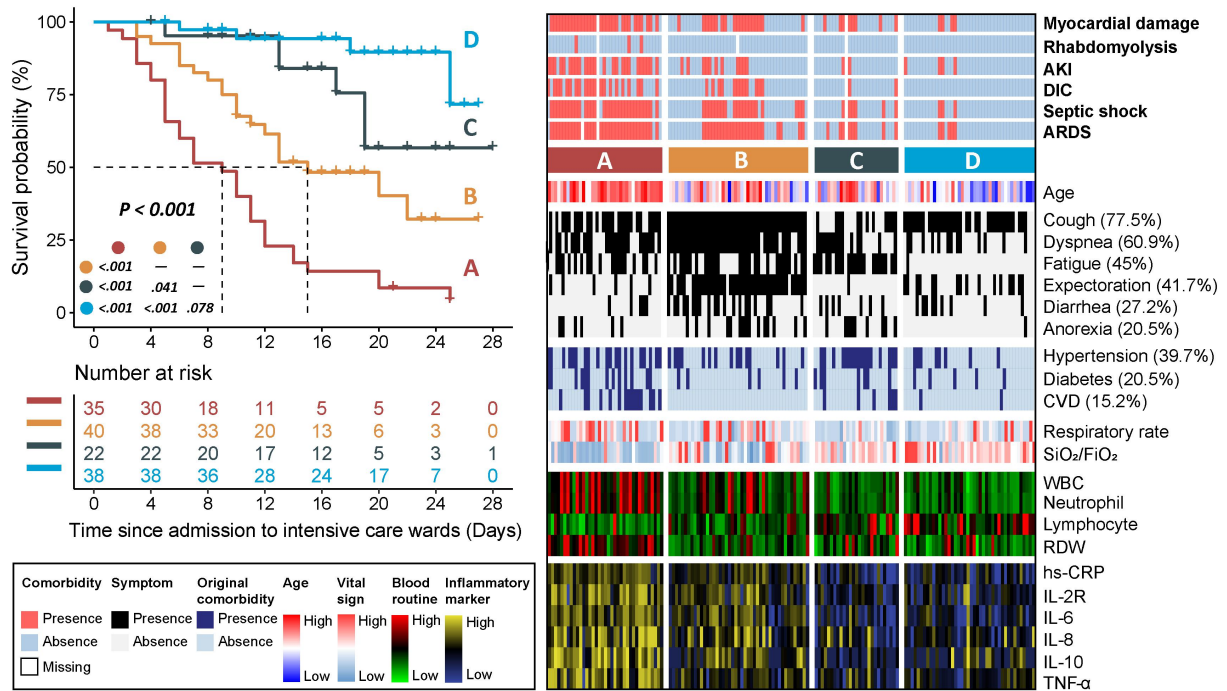 Survival probability (%)
100
75
50
25
0
D
C
B
A
P < 0.001
<.001 — —
<.001 .041 —
<.001 <.001 .078
0 4 8 12 16 20 24 28
Number at risk
35 30 18 11 5 5 2 0
40 38 33 20 13 6 3 0
22 22 20 17 12 5 3 1
38 38 36 28 24 17 7 0
0 4 8 12 16 20 24 28
Time since admission to intensive care wards (Days)
Comorbidity
Presence
Absence
Missing
Symptom
Presence
Absence
Original
comorbidity
Presence
Absence
Age
High
Low
Vital
sign
High
Low
Blood
routine
High
Low
Inflammatory
marker
High
Low
Myocardial damage
Rhabdomyolysis
AKI
DIC
Septic shock
ARDS
A B C D
Age
Cough (77.5%)
Dyspnea (60.9%)
Fatigue (45%)
Expectoration (41.7%)
Diarrhea (27.2%)
Anorexia (20.5%)
Hypertension (39.7%)
Diabetes (20.5%)
CVD (15.2%)
Respiratory rate
SiO₂/FiO₂
WBC
Neutrophil
Lymphocyte
RDW
hs-CRP
IL-2R
IL-6
IL-8
IL-10
TNF-α